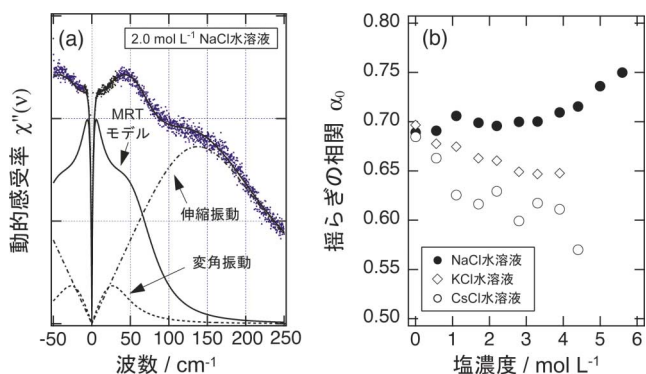 (a)
2.0 mol L-1 NaCl水溶液
動的感受率 χ"(ν)
MRT
モデル
伸縮振動
変角振動
-50 0 50 100 150 200 250
波数 / cm-1
(b)
揺らぎの相関 α0
0.80
0.75
0.70
0.65
0.60
0.55
0.50
NaCl水溶液
KCl水溶液
CsCl水溶液
0 1 2 3 4 5 6
塩濃度 / mol L-1